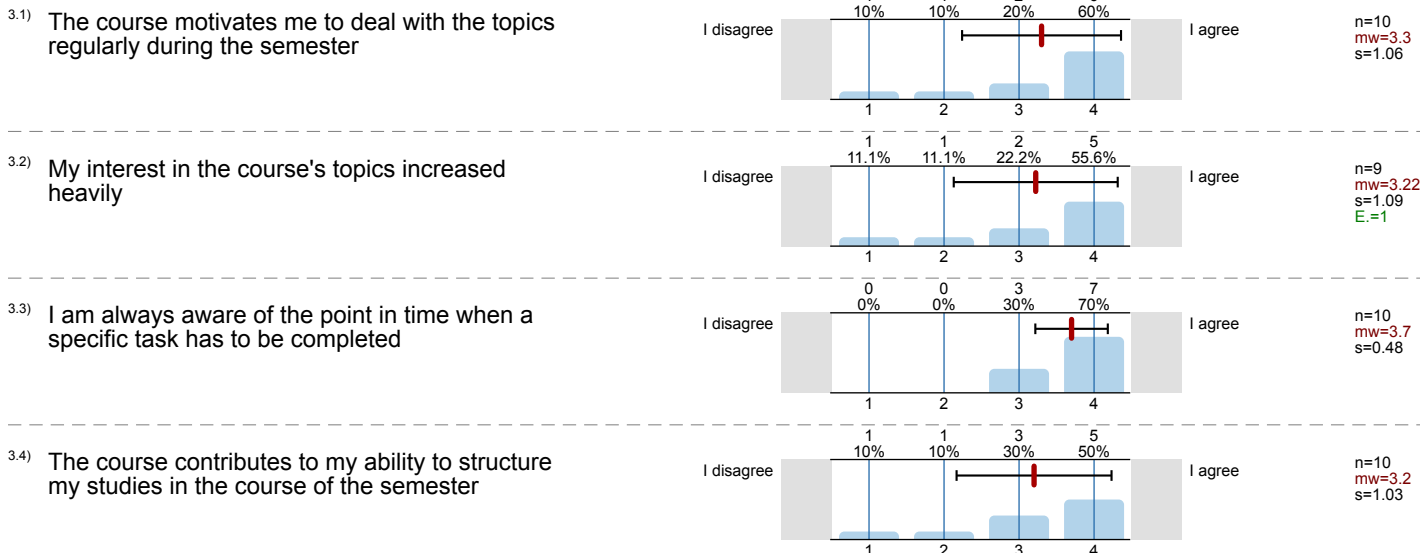 3.1) The course motivates me to deal with the topics
regularly during the semester
I disagree
10% 10% 20% 60%
I agree
n=10
mw=3.3
s=1.06
1 2 3 4
3.2) My interest in the course's topics increased
heavily
I disagree
1 1 2 5
11.1% 11.1% 22.2% 55.6%
I agree
n=9
mw=3.22
s=1.09
E.=1
1 2 3 4
3.3) I am always aware of the point in time when a
specific task has to be completed
I disagree
0 0 3 7
0% 0% 30% 70%
I agree
n=10
mw=3.7
s=0.48
1 2 3 4
3.4) The course contributes to my ability to structure
my studies in the course of the semester
I disagree
1 1 3 5
10% 10% 30% 50%
I agree
n=10
mw=3.2
s=1.03
1 2 3 4